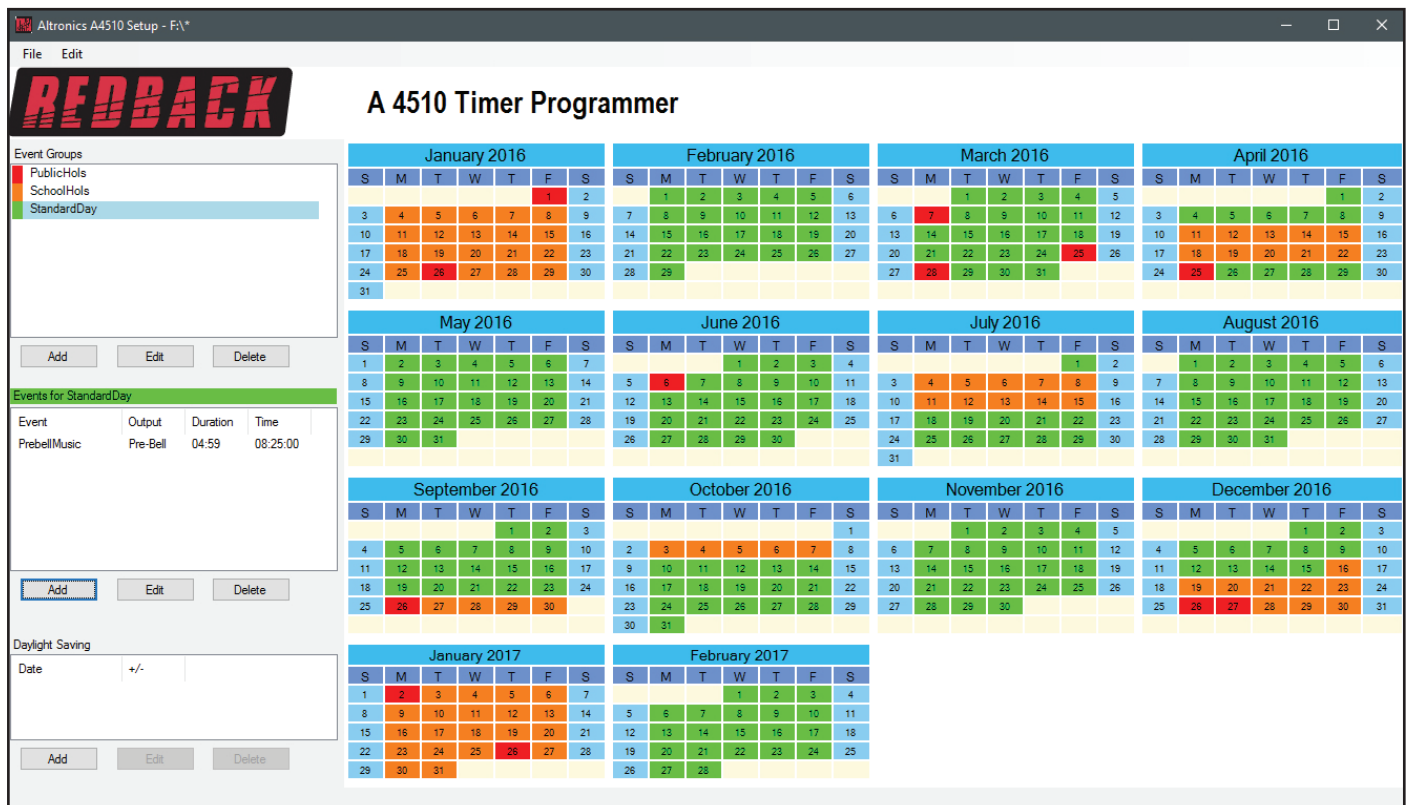 Altronics A4510 Setup - F:\*
File Edit
REDBACK
A 4510 Timer Programmer
Event Groups
PublicHols
SchoolHols
StandardDay
Add Edit Delete
Events for StandardDay
Event Output Duration Time
PrebellMusic Pre-Bell 04:59 08:25:00
Add Edit Delete
Daylight Saving
Date +/-
Add Edit Delete
January 2016
S M T W T F S
1 2
3 4 5 6 7 8 9
10 11 12 13 14 15 16
17 18 19 20 21 22 23
24 25 26 27 28 29 30
31
February 2016
S M T W T F S
1 2 3 4 5 6
7 8 9 10 11 12 13
14 15 16 17 18 19 20
21 22 23 24 25 26 27
28 29
March 2016
S M T W T F S
1 2 3 4 5
6 7 8 9 10 11 12
13 14 15 16 17 18 19
20 21 22 23 24 25 26
27 28 29 30 31
April 2016
S M T W T F S
1 2
3 4 5 6 7 8 9
10 11 12 13 14 15 16
17 18 19 20 21 22 23
24 25 26 27 28 29 30
May 2016
S M T W T F S
1 2 3 4 5 6 7
8 9 10 11 12 13 14
15 16 17 18 19 20 21
22 23 24 25 26 27 28
29 30 31
June 2016
S M T W T F S
1 2 3 4
5 6 7 8 9 10 11
12 13 14 15 16 17 18
19 20 21 22 23 24 25
26 27 28 29 30
July 2016
S M T W T F S
1 2
3 4 5 6 7 8 9
10 11 12 13 14 15 16
17 18 19 20 21 22 23
24 25 26 27 28 29 30
31
August 2016
S M T W T F S
1 2 3 4 5 6
7 8 9 10 11 12 13
14 15 16 17 18 19 20
21 22 23 24 25 26 27
28 29 30 31
September 2016
S M T W T F S
1 2 3
4 5 6 7 8 9 10
11 12 13 14 15 16 17
18 19 20 21 22 23 24
25 26 27 28 29 30
October 2016
S M T W T F S
1
2 3 4 5 6 7 8
9 10 11 12 13 14 15
16 17 18 19 20 21 22
23 24 25 26 27 28 29
30 31
November 2016
S M T W T F S
1 2 3 4 5
6 7 8 9 10 11 12
13 14 15 16 17 18 19
20 21 22 23 24 25 26
27 28 29 30
December 2016
S M T W T F S
1 2 3
4 5 6 7 8 9 10
11 12 13 14 15 16 17
18 19 20 21 22 23 24
25 26 27 28 29 30 31
January 2017
S M T W T F S
1 2 3 4 5 6 7
8 9 10 11 12 13 14
15 16 17 18 19 20 21
22 23 24 25 26 27 28
29 30 31
February 2017
S M T W T F S
1 2 3 4
5 6 7 8 9 10 11
12 13 14 15 16 17 18
19 20 21 22 23 24 25
26 27 28